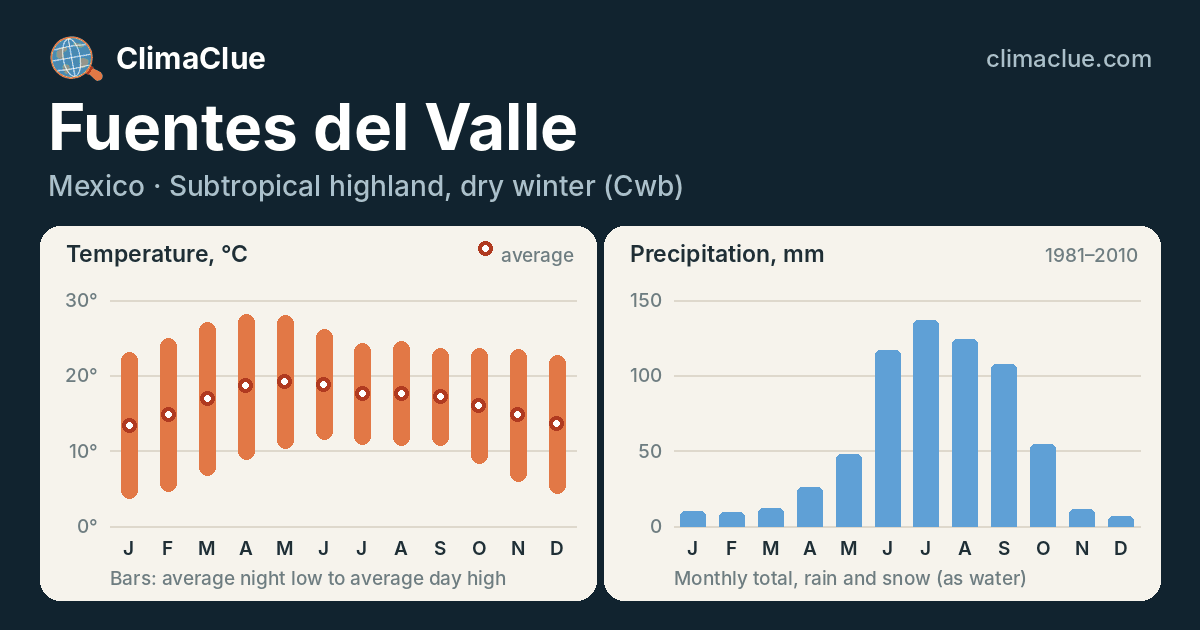 ClimaClue
climaclue.com
Fuentes del Valle
Mexico · Subtropical highland, dry winter (Cwb)
Temperature, °C
average
30°
20°
10°
0°
J F M A M J J A S O N D
Bars: average night low to average day high
Precipitation, mm
1981–2010
150
100
50
0
J F M A M J J A S O N D
Monthly total, rain and snow (as water)